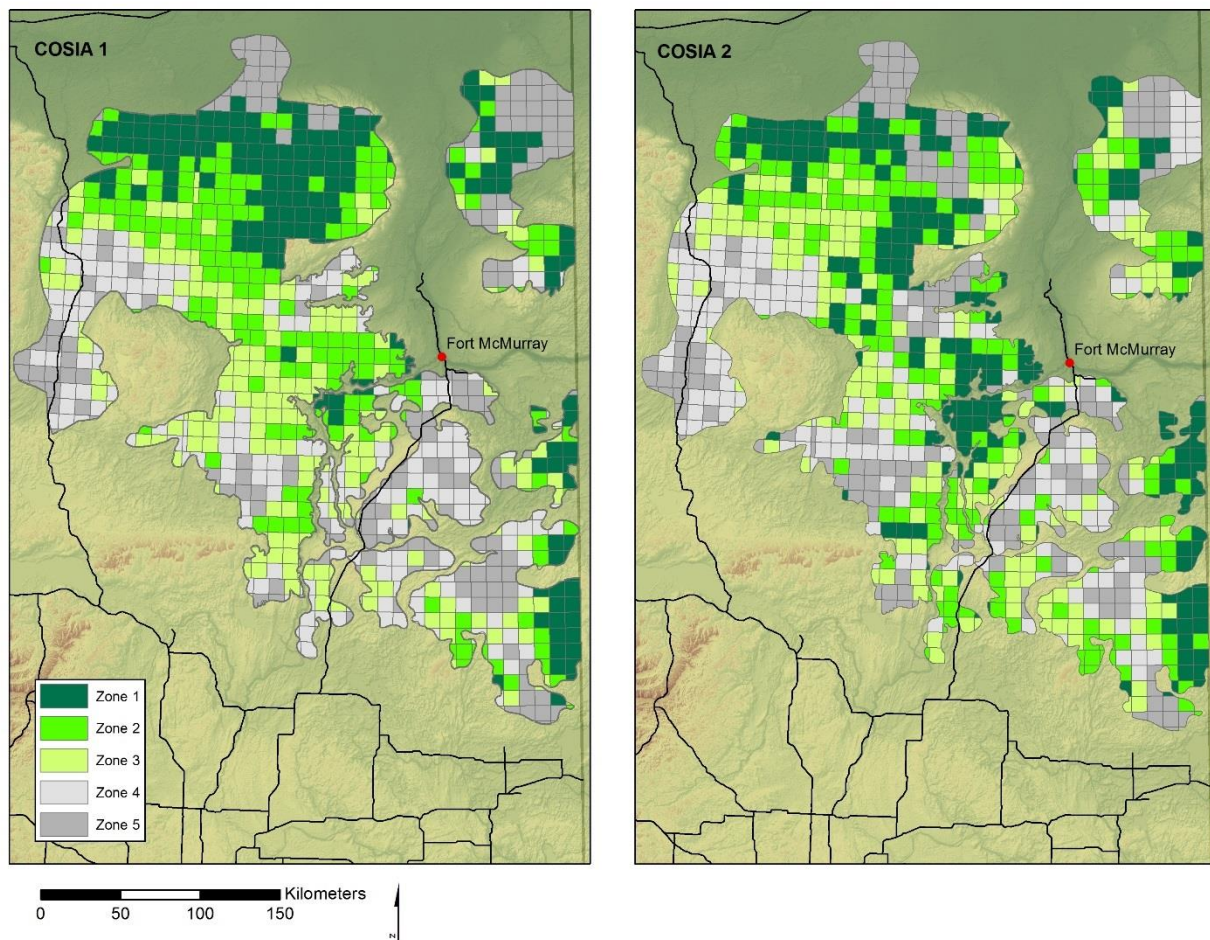 COSIA 1
COSIA 2
Fort McMurray
Fort McMurray
Zone 1
Zone 2
Zone 3
Zone 4
Zone 5
Kilometers
0 50 100 150
N